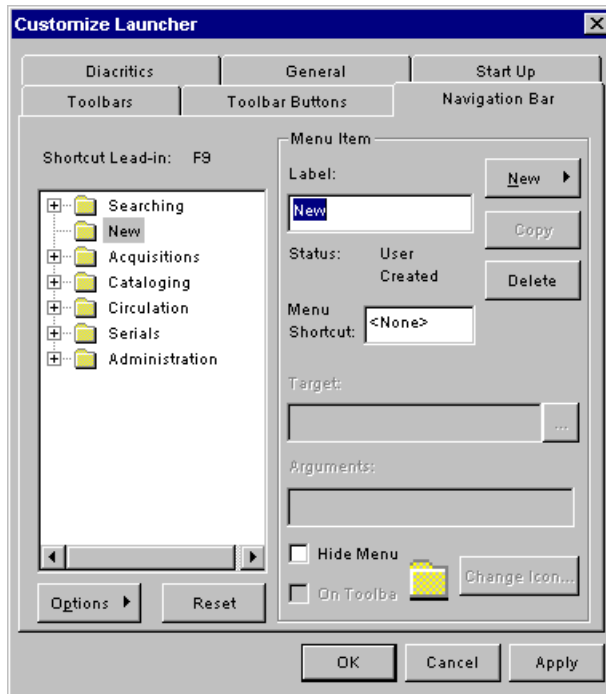 Customize Launcher
Diacritics
General
Start Up
Toolbars
Toolbar Buttons
Navigation Bar
Shortcut Lead-in: F9
Searching
New
Acquisitions
Cataloging
Circulation
Serials
Administration
Options
Reset
Menu Item
Label:
New
New
Copy
Status: User
Created
Delete
Menu
Shortcut: <None>
Target:
...
Arguments:
Hide Menu
On Toolba
Change Icon...
OK
Cancel
Apply